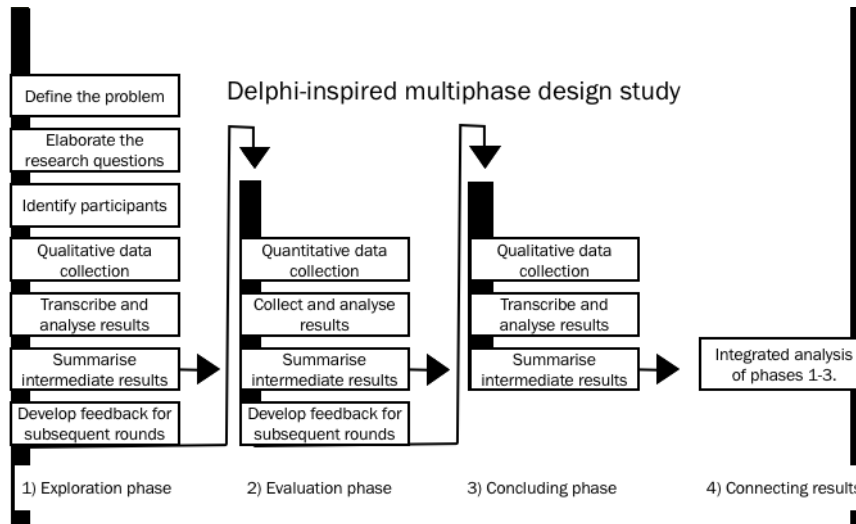 Delphi-inspired multiphase design study
Define the problem
Elaborate the
research questions
Identify participants
Qualitative data
collection
Transcribe and
analyse results
Summarise
intermediate results
Develop feedback for
subsequent rounds
1) Exploration phase
Quantitative data
collection
Collect and analyse
results
Summarise
intermediate results
Develop feedback for
subsequent rounds
2) Evaluation phase
Qualitative data
collection
Transcribe and
analyse results
Summarise
intermediate results
3) Concluding phase
Integrated analysis
of phases 1-3.
4) Connecting results